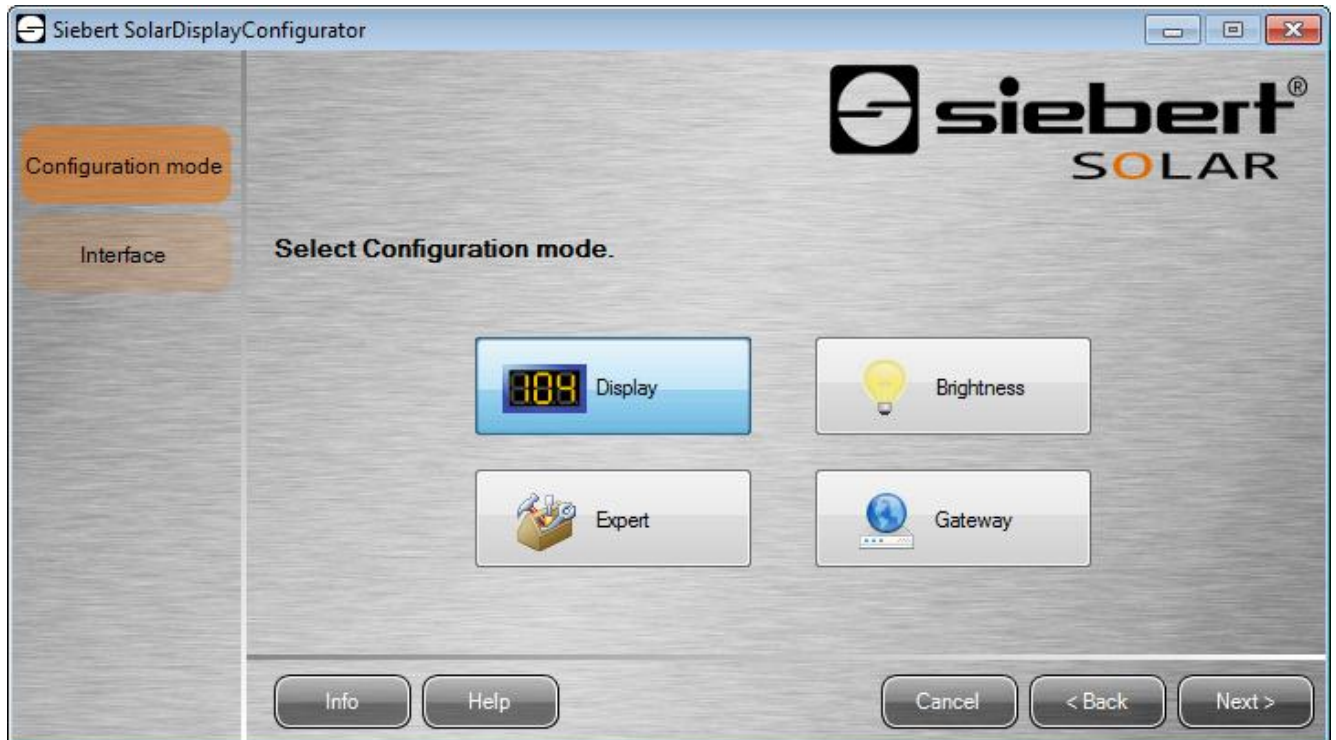 Siebert SolarDisplayConfigurator
siebert®
SOLAR
Configuration mode
Interface
Select Configuration mode.
104 Display
Brightness
Expert
Gateway
Info
Help
Cancel
< Back
Next >